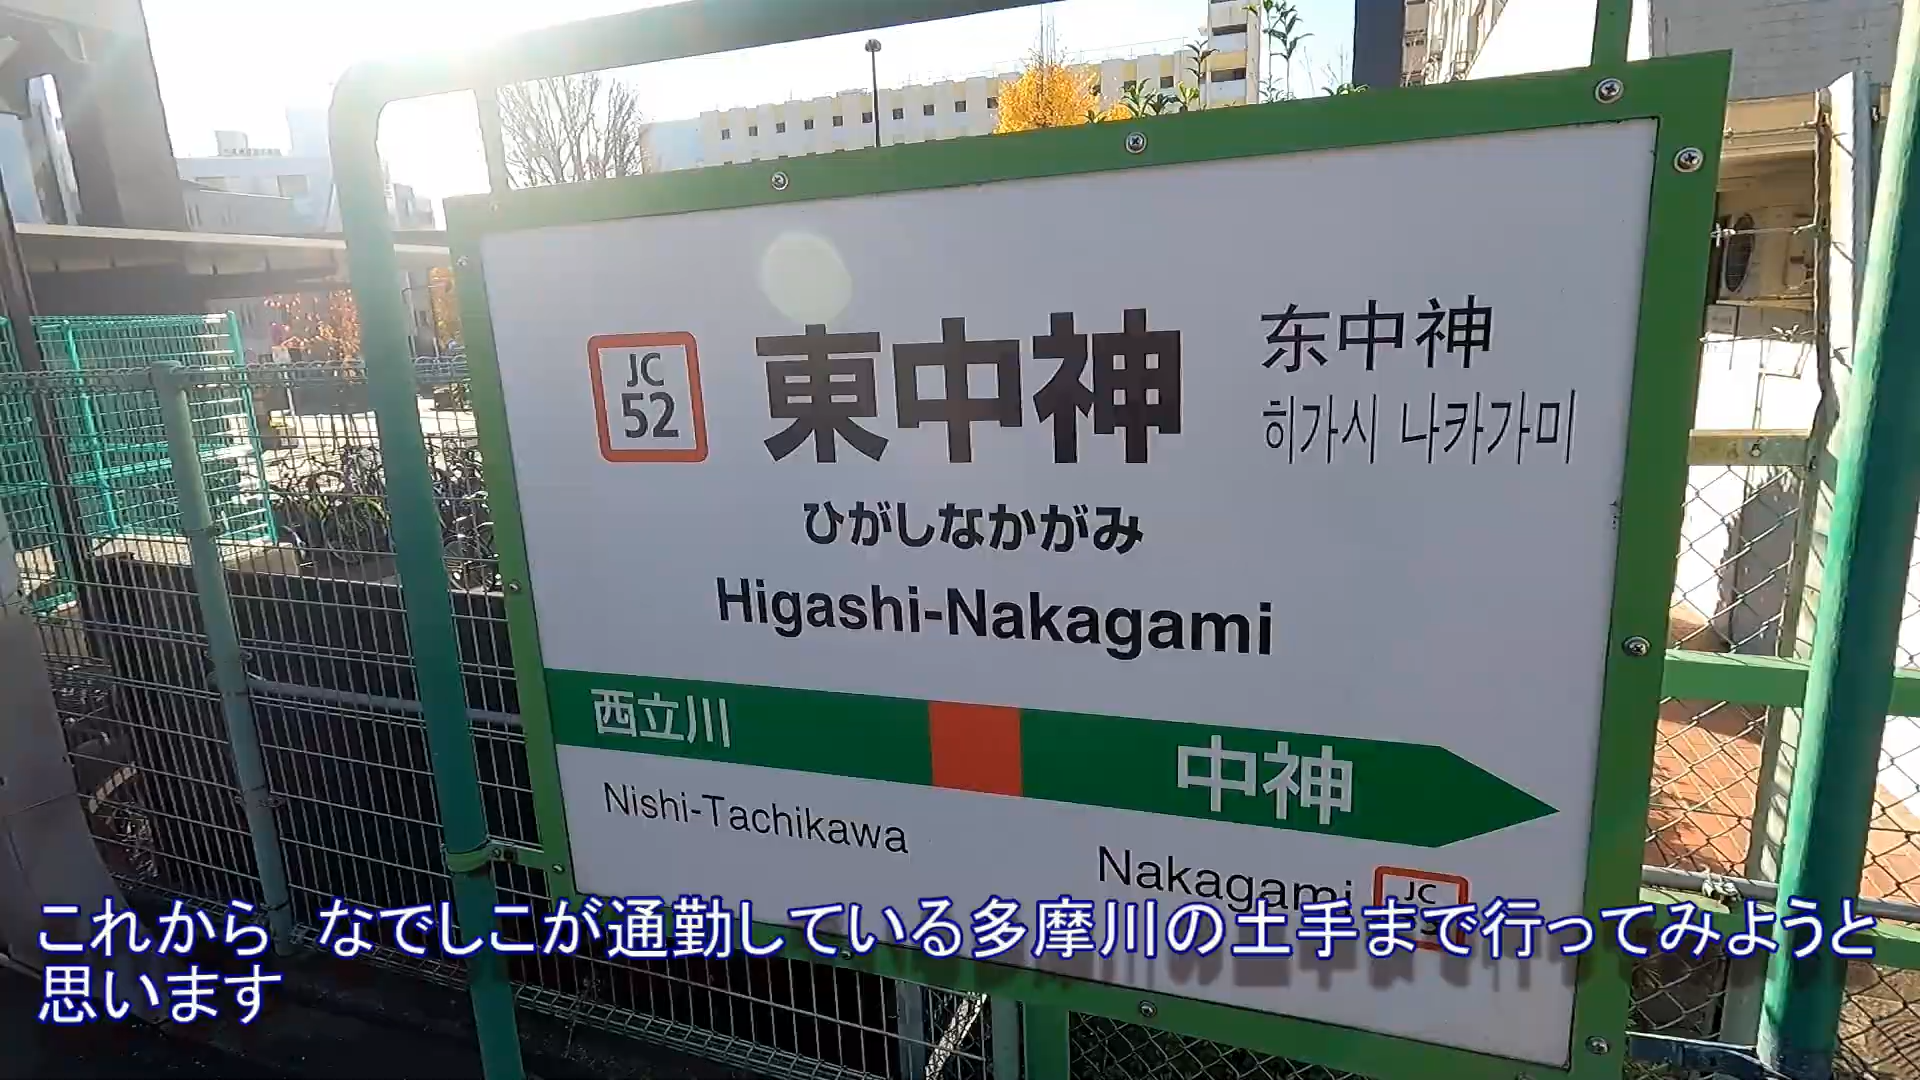 JC
52
東中神
东中神
히가시 나카가미
ひがしなかがみ
Higashi-Nakagami
西立川
中神
Nishi-Tachikawa
Nakagami
JC
これから なでしこが通勤している多摩川の土手まで行ってみようと
思います